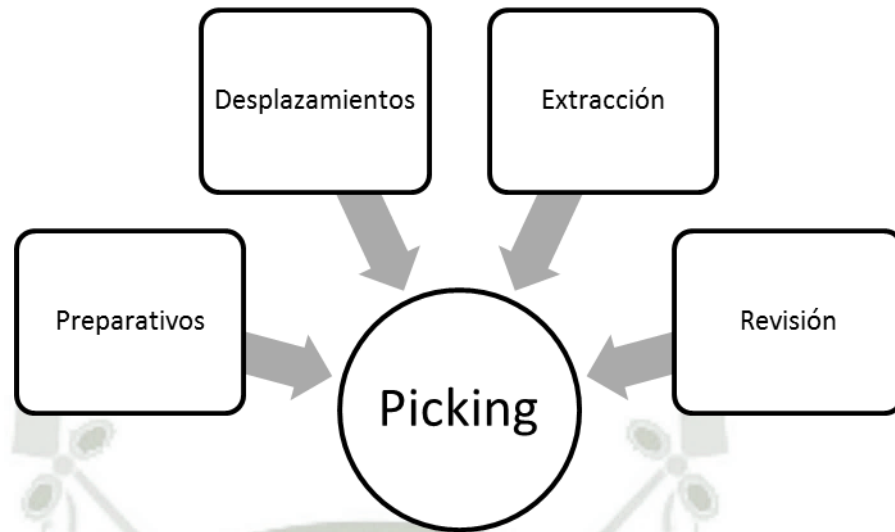 Desplazamientos
Extracción
Preparativos
Revisión
Picking